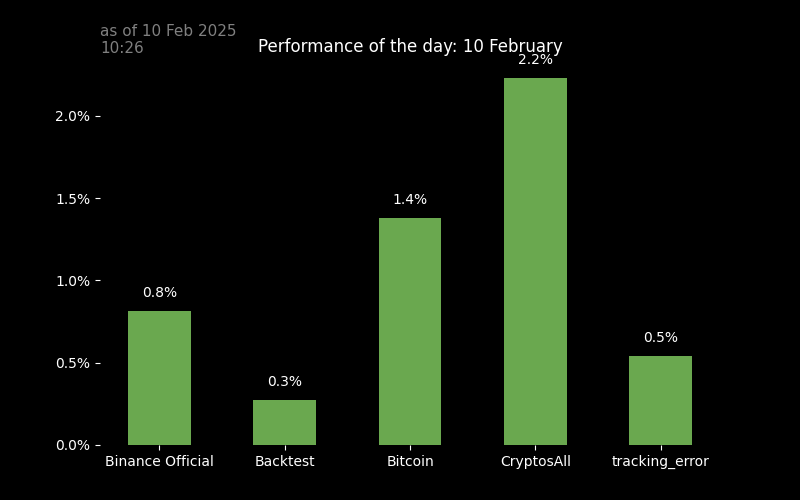 as of 10 Feb 2025
10:26
Performance of the day: 10 February
2.2%
2.0%
1.5%
1.4%
1.0%
0.8%
0.5%
0.5%
0.3%
0.0%
Binance Official
Backtest
Bitcoin
CryptosAll
tracking_error